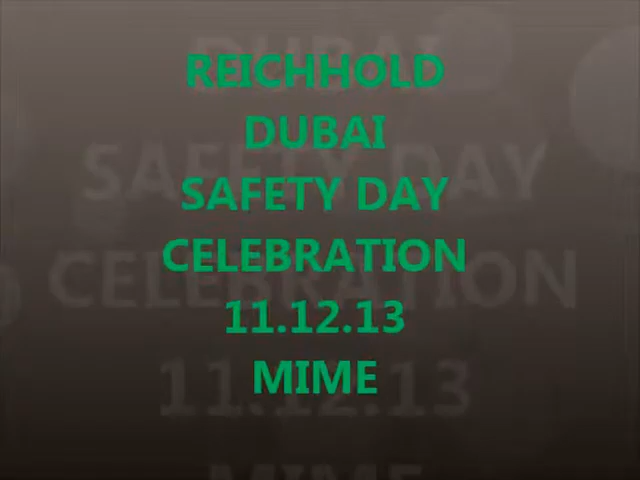 REICHHOLD
DUBAI
SAFETY DAY
CELEBRATION
11.12.13
MIME